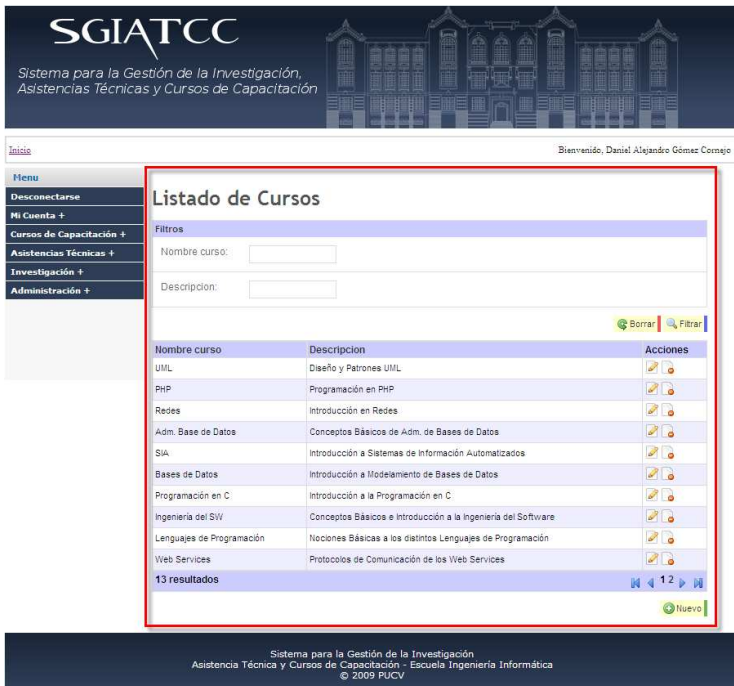 SGIATCC
Sistema para la Gestión de la Investigación,
Asistencias Técnicas y Cursos de Capacitación
Inicio
Bienvenido, Daniel Alejandro Gómez Cornejo
Menu
Desconectarse
Mi Cuenta +
Cursos de Capacitación +
Asistencias Técnicas +
Investigación +
Administración +
Listado de Cursos
Filtros
Nombre curso:
Descripcion:
Borrar Filtrar
Nombre curso Descripcion Acciones
UML Diseño y Patrones UML
PHP Programación en PHP
Redes Introducción en Redes
Adm. Base de Datos Conceptos Básicos de Adm. de Bases de Datos
SIA Introducción a Sistemas de Información Automatizados
Bases de Datos Introducción a Modelamiento de Bases de Datos
Programación en C Introducción a la Programación en C
Ingeniería del SW Conceptos Básicos e Introducción a la Ingeniería del Software
Lenguajes de Programación Nociones Básicas a los distintos Lenguajes de Programación
Web Services Protocolos de Comunicación de los Web Services
13 resultados 1 2
Nuevo
Sistema para la Gestión de la Investigación
Asistencia Técnica y Cursos de Capacitación - Escuela Ingeniería Informática
© 2009 PUCV